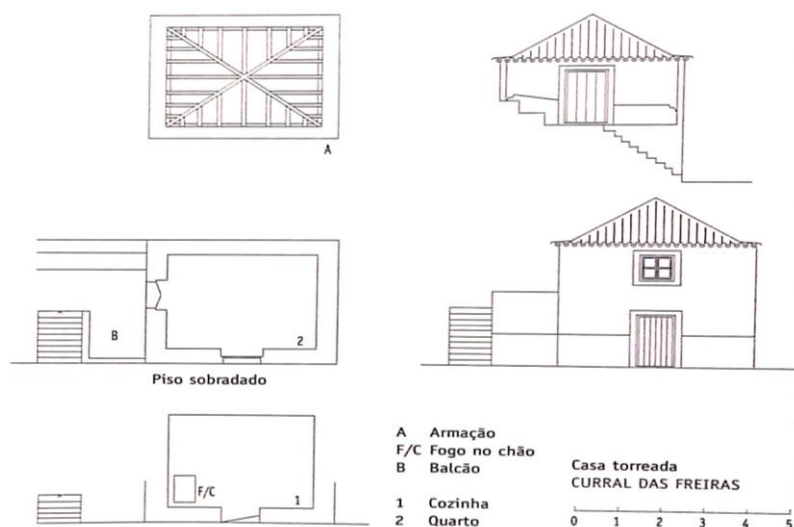 A
B
2
Piso sobradado
F/C
1
A Armação
F/C Fogo no chão
B Balcão
1 Cozinha
2 Quarto
Casa torreada
CURRAL DAS FREIRAS
0 1 2 3 4 5